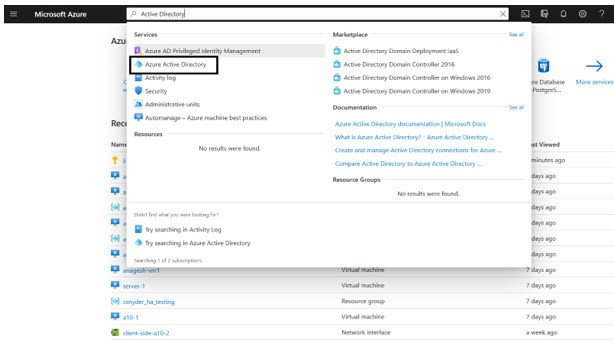 Microsoft Azure
Active Directory
Azu
Services
Azure AD Privileged Identity Management
Azure Active Directory
Activity log
Security
Administrative units
Automanage – Azure machine best practices
Resources
No results were found.
Marketplace
See all
Active Directory Domain Deployment IaaS
Active Directory Domain Controller 2016
Active Directory Domain Controller on Windows 2016
Active Directory Domain Controller on Windows 2019
Documentation
See all
Azure Active Directory documentation | Microsoft Docs
What is Azure Active Directory? - Azure Active Directory ...
Create and manage Active Directory connections for Azure ...
Compare Active Directory to Azure Active Directory ...
Resource Groups
No results were found.
Didn't find what you were looking for?
Try searching in Activity Log
Try searching in Azure Active Directory
Searching 1 of 2 subscriptions.
re Database
PostgreS...
More services
Rece
Name
st Viewed
minutes ago
days ago
days ago
days ago
days ago
days ago
days ago
anagesh-vm1
Virtual machine
7 days ago
server-1
Virtual machine
7 days ago
csnyder_ha_testing
Resource group
7 days ago
a10-1
Virtual machine
7 days ago
client-side-a10-2
Network interface
a week ago